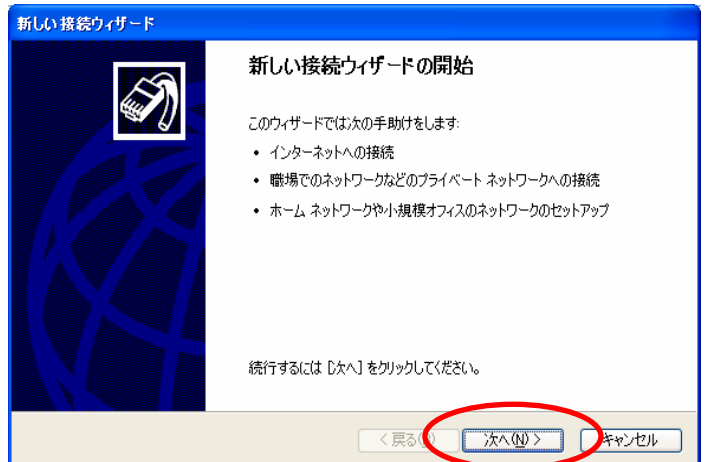 新しい接続ウィザード
新しい接続ウィザードの開始
このウィザードでは次の手助けをします:
• インターネットへの接続
• 職場でのネットワークなどのプライベート ネットワークへの接続
• ホーム ネットワークや小規模オフィスのネットワークのセットアップ
続行するには [次へ] をクリックしてください。
< 戻る 次へ(N) > キャンセル